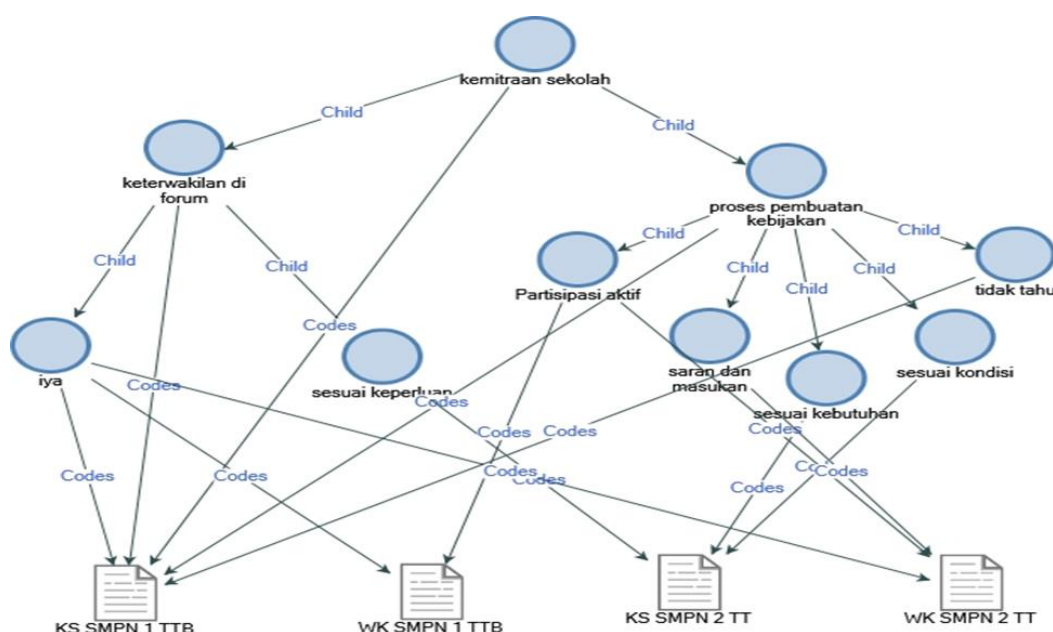 kemitraan sekolah
Child
Child
keterwakilan di
forum
proses pembuatan
kebijakan
Child
Child
Child
Child
Child
Child
Child
Partisipasi aktif
tidak tahu
iya
sesuai keperluan
saran dan
masukan
sesuai kondisi
sesuai kebutuhan
Codes
Codes
Codes
Codes
Codes
Codes
Codes
Codes
Codes
Codes
Codes
Codes
Codes
KS SMPN 1 TTB
WK SMPN 1 TTB
KS SMPN 2 TT
WK SMPN 2 TT